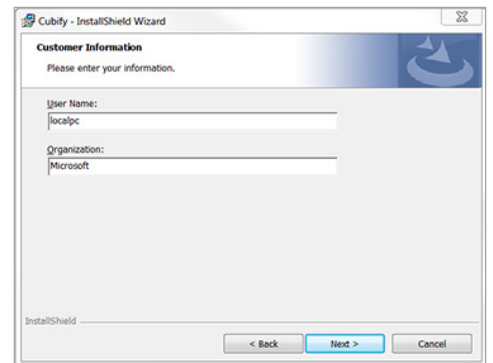 Cubify - InstallShield Wizard
Customer Information
Please enter your information.
User Name:
localpc
Organization:
Microsoft
InstallShield
< Back Next > Cancel